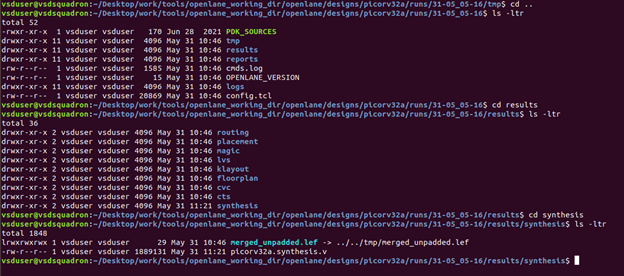 vsduser@vsdsquadron:~/Desktop/work/tools/openlane_working_dir/openlane/designs/picorv32a/runs/31-05_05-16/tmp$ cd ..
vsduser@vsdsquadron:~/Desktop/work/tools/openlane_working_dir/openlane/designs/picorv32a/runs/31-05_05-16$ ls -ltr
total 52
-rwxr-xr-x 1 vsduser vsduser 170 Jun 28 2021 PDK_SOURCES
drwxr-xr-x 11 vsduser vsduser 4096 May 31 10:46 tmp
drwxr-xr-x 11 vsduser vsduser 4096 May 31 10:46 results
drwxr-xr-x 11 vsduser vsduser 4096 May 31 10:46 reports
-rw-r--r-- 1 vsduser vsduser 1585 May 31 10:46 cmds.log
-rw-r--r-- 1 vsduser vsduser 15 May 31 10:46 OPENLANE_VERSION
drwxr-xr-x 11 vsduser vsduser 4096 May 31 10:46 logs
-rw-r--r-- 1 vsduser vsduser 20869 May 31 10:46 config.tcl
vsduser@vsdsquadron:~/Desktop/work/tools/openlane_working_dir/openlane/designs/picorv32a/runs/31-05_05-16$ cd results
vsduser@vsdsquadron:~/Desktop/work/tools/openlane_working_dir/openlane/designs/picorv32a/runs/31-05_05-16/results$ ls -ltr
total 36
drwxr-xr-x 2 vsduser vsduser 4096 May 31 10:46 routing
drwxr-xr-x 2 vsduser vsduser 4096 May 31 10:46 placement
drwxr-xr-x 2 vsduser vsduser 4096 May 31 10:46 magic
drwxr-xr-x 2 vsduser vsduser 4096 May 31 10:46 lvs
drwxr-xr-x 2 vsduser vsduser 4096 May 31 10:46 klayout
drwxr-xr-x 2 vsduser vsduser 4096 May 31 10:46 floorplan
drwxr-xr-x 2 vsduser vsduser 4096 May 31 10:46 cvc
drwxr-xr-x 2 vsduser vsduser 4096 May 31 10:46 cts
drwxr-xr-x 2 vsduser vsduser 4096 May 31 11:21 synthesis
vsduser@vsdsquadron:~/Desktop/work/tools/openlane_working_dir/openlane/designs/picorv32a/runs/31-05_05-16/results$ cd synthesis
vsduser@vsdsquadron:~/Desktop/work/tools/openlane_working_dir/openlane/designs/picorv32a/runs/31-05_05-16/results/synthesis$ ls -ltr
total 1848
lrwxrwxrwx 1 vsduser vsduser 29 May 31 10:46 merged_unpadded.lef -> ../../tmp/merged_unpadded.lef
-rw-r--r-- 1 vsduser vsduser 1889131 May 31 11:21 picorv32a.synthesis.v
vsduser@vsdsquadron:~/Desktop/work/tools/openlane_working_dir/openlane/designs/picorv32a/runs/31-05_05-16/results/synthesis$